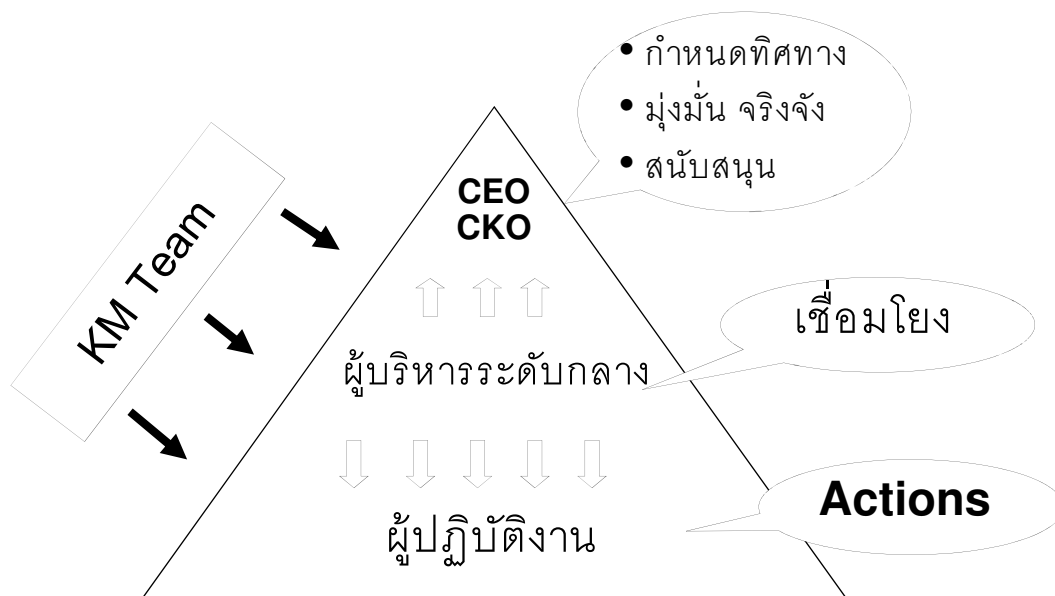 • กำหนดทิศทาง
• มุ่งมั่น จริงจัง
• สนับสนุน
CEO
CKO
KM Team
เชื่อมโยง
ผู้บริหารระดับกลาง
Actions
ผู้ปฏิบัติงาน